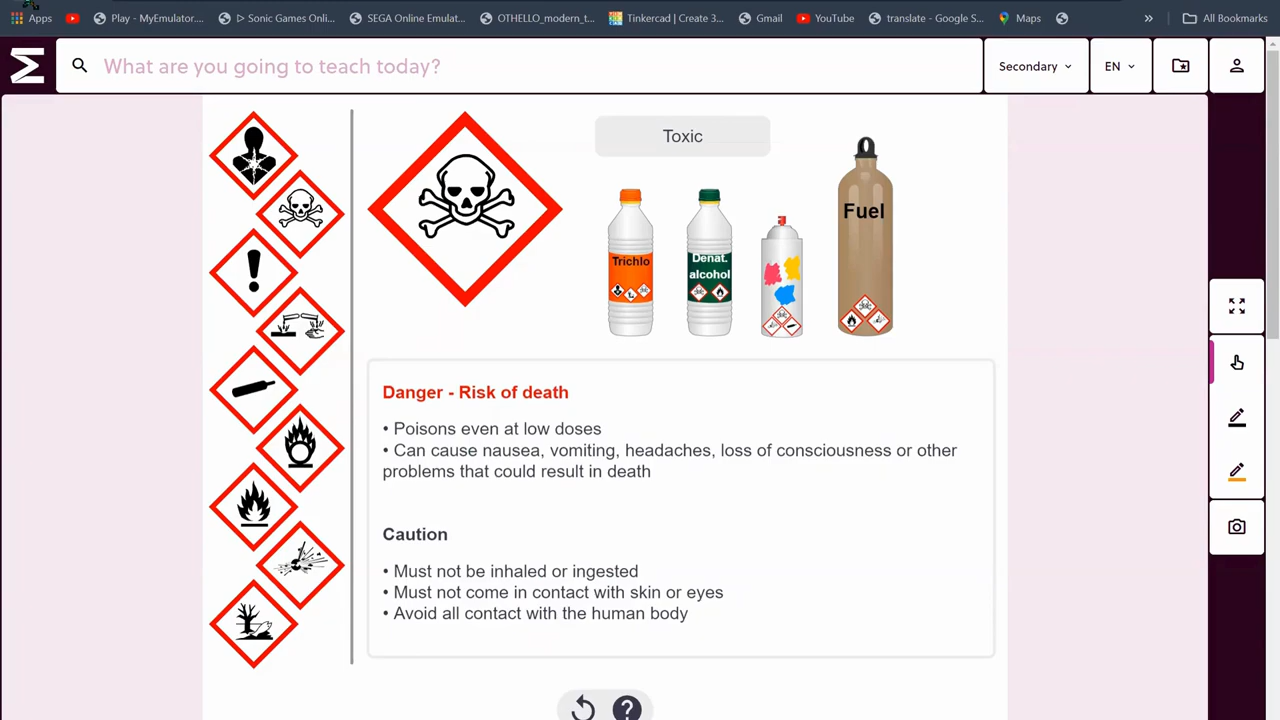 Apps
Play - MyEmulator....
▷ Sonic Games Onli...
SEGA Online Emulat...
OTHELLO_modern_t...
Tinkercad | Create 3...
Gmail
YouTube
translate - Google S...
Maps
»
All Bookmarks
What are you going to teach today?
Secondary
EN
Toxic
Trichlo
Denat.
alcohol
Fuel
Danger - Risk of death
• Poisons even at low doses
• Can cause nausea, vomiting, headaches, loss of consciousness or other
problems that could result in death
Caution
• Must not be inhaled or ingested
• Must not come in contact with skin or eyes
• Avoid all contact with the human body
?